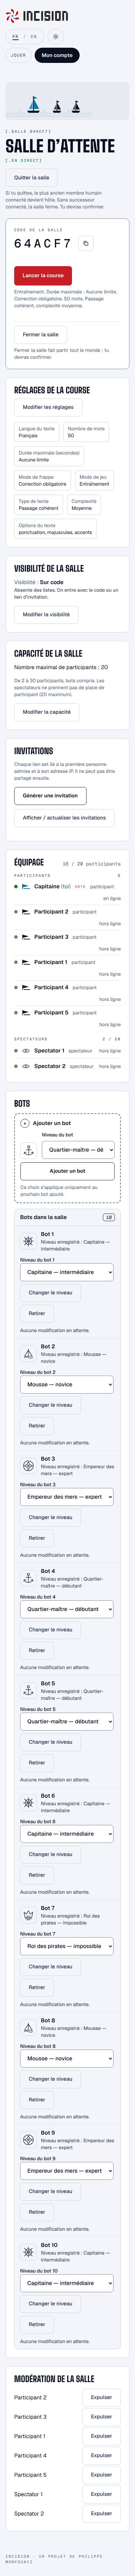 INCISION
FR / EN
JOUER
Mon compte
[.SALLE 64ACF7]
SALLE D'ATTENTE
[.EN DIRECT]
Quitter la salle
Si tu quittes, le plus ancien membre humain
connecté devient hôte. Sans successeur
connecté, la salle ferme. Tu devras confirmer.
CODE DE LA SALLE
64ACF7
Lancer la course
Entraînement. Durée maximale : Aucune limite.
Correction obligatoire. 50 mots. Passage
cohérent, complexité moyenne.
Fermer la salle
Fermer la salle fait partir tout le monde : tu
devras confirmer.
RÉGLAGES DE LA COURSE
Modifier les réglages
Langue du texte
Français
Nombre de mots
50
Durée maximale (secondes)
Aucune limite
Mode de frappe
Correction obligatoire
Mode de jeu
Entraînement
Type de texte
Passage cohérent
Complexité
Moyenne
Options du texte
ponctuation, majuscules, accents
VISIBILITÉ DE LA SALLE
Visibilité : Sur code
Absente des listes. On entre avec le code ou un
lien d'invitation.
Modifier la visibilité
CAPACITÉ DE LA SALLE
Nombre maximal de participants : 20
De 2 à 30 participants, bots compris. Les
spectateurs ne prennent pas de place de
participant (20 maximum).
Modifier la capacité
INVITATIONS
Chaque lien est lié à la première personne
admise et à son adresse IP. Il ne peut pas être
partagé ensuite.
Générer une invitation
Afficher / actualiser les invitations
ÉQUIPAGE
16 / 20 participants
PARTICIPANTS 6
Capitaine (toi) HÔTE participant
en ligne
Participant 2 participant
hors ligne
Participant 3 participant
hors ligne
Participant 1 participant
hors ligne
Participant 4 participant
hors ligne
Participant 5 participant
hors ligne
SPECTATEURS 2 / 20
Spectator 1 spectateur hors ligne
Spectator 2 spectateur hors ligne
BOTS
+ Ajouter un bot
Niveau du bot
Quartier-maître — dé
Ajouter un bot
Ce choix s'applique uniquement au
prochain bot ajouté.
Bots dans la salle 10
Bot 1
Niveau enregistré : Capitaine —
intermédiaire
Niveau du bot 1
Capitaine — intermédiaire
Changer le niveau
Retirer
Aucune modification en attente.
Bot 2
Niveau enregistré : Mousse —
novice
Niveau du bot 2
Mousse — novice
Changer le niveau
Retirer
Aucune modification en attente.
Bot 3
Niveau enregistré : Empereur des
mers — expert
Niveau du bot 3
Empereur des mers — expert
Changer le niveau
Retirer
Aucune modification en attente.
Bot 4
Niveau enregistré : Quartier-
maître — débutant
Niveau du bot 4
Quartier-maître — débutant
Changer le niveau
Retirer
Aucune modification en attente.
Bot 5
Niveau enregistré : Quartier-
maître — débutant
Niveau du bot 5
Quartier-maître — débutant
Changer le niveau
Retirer
Aucune modification en attente.
Bot 6
Niveau enregistré : Capitaine —
intermédiaire
Niveau du bot 6
Capitaine — intermédiaire
Changer le niveau
Retirer
Aucune modification en attente.
Bot 7
Niveau enregistré : Roi des
pirates — impossible
Niveau du bot 7
Roi des pirates — impossible
Changer le niveau
Retirer
Aucune modification en attente.
Bot 8
Niveau enregistré : Mousse —
novice
Niveau du bot 8
Mousse — novice
Changer le niveau
Retirer
Aucune modification en attente.
Bot 9
Niveau enregistré : Empereur des
mers — expert
Niveau du bot 9
Empereur des mers — expert
Changer le niveau
Retirer
Aucune modification en attente.
Bot 10
Niveau enregistré : Capitaine —
intermédiaire
Niveau du bot 10
Capitaine — intermédiaire
Changer le niveau
Retirer
Aucune modification en attente.
MODÉRATION DE LA SALLE
Participant 2 Expulser
Participant 3 Expulser
Participant 1 Expulser
Participant 4 Expulser
Participant 5 Expulser
Spectator 1 Expulser
Spectator 2 Expulser